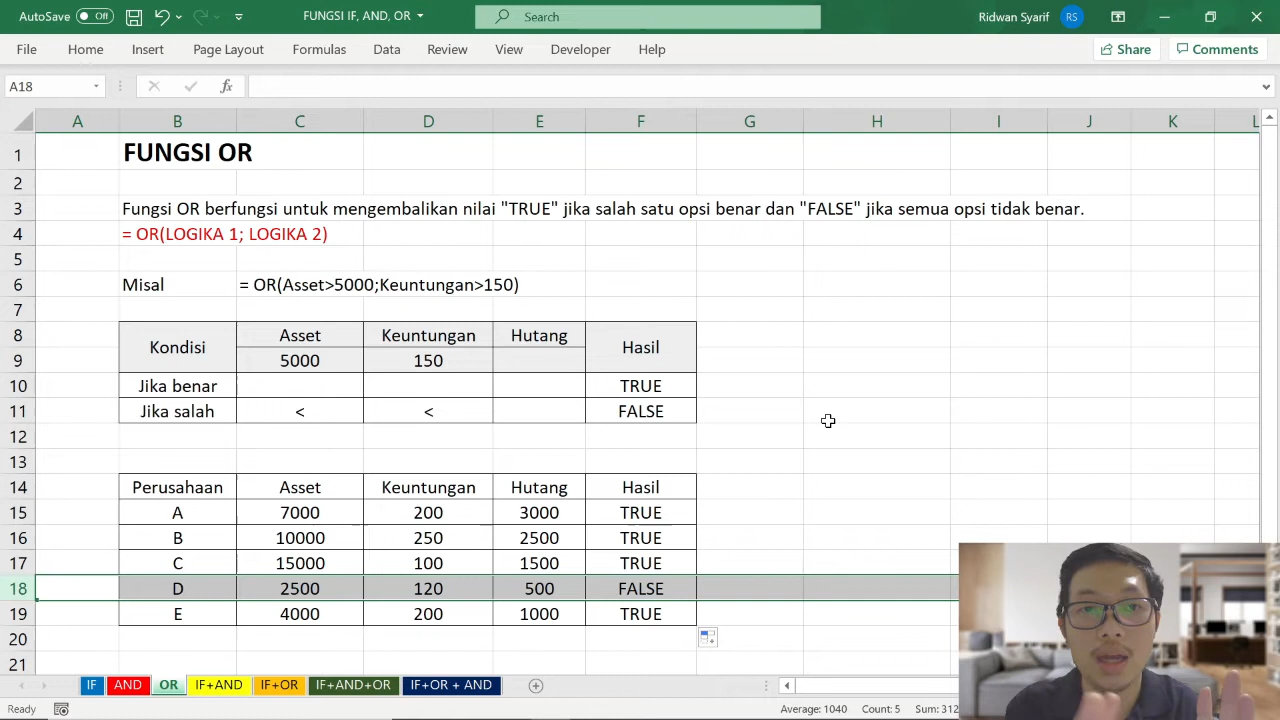 AutoSave Off FUNGSI IF, AND, OR Search Ridwan Syarif RS
File Home Insert Page Layout Formulas Data Review View Developer Help Share Comments
A18 fx
A B C D E F G H I J K L
1 FUNGSI OR
2
3 Fungsi OR berfungsi untuk mengembalikan nilai "TRUE" jika salah satu opsi benar dan "FALSE" jika semua opsi tidak benar.
4 = OR(LOGIKA 1; LOGIKA 2)
5
6 Misal = OR(Asset>5000;Keuntungan>150)
7
8 Kondisi Asset Keuntungan Hutang Hasil
9 5000 150
10 Jika benar TRUE
11 Jika salah < < FALSE
12
13
14 Perusahaan Asset Keuntungan Hutang Hasil
15 A 7000 200 3000 TRUE
16 B 10000 250 2500 TRUE
17 C 15000 100 1500 TRUE
18 D 2500 120 500 FALSE
19 E 4000 200 1000 TRUE
20
21
IF AND OR IF+AND IF+OR IF+AND+OR IF+OR + AND
Ready Average: 1040 Count: 5 Sum: 312